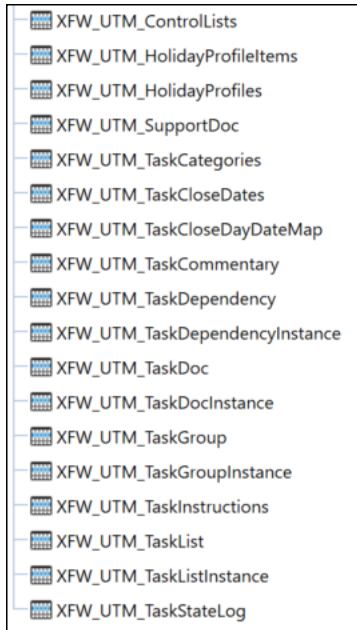 XFW_UTM_ControlLists
XFW_UTM_HolidayProfileItems
XFW_UTM_HolidayProfiles
XFW_UTM_SupportDoc
XFW_UTM_TaskCategories
XFW_UTM_TaskCloseDates
XFW_UTM_TaskCloseDayDateMap
XFW_UTM_TaskCommentary
XFW_UTM_TaskDependency
XFW_UTM_TaskDependencyInstance
XFW_UTM_TaskDoc
XFW_UTM_TaskDocInstance
XFW_UTM_TaskGroup
XFW_UTM_TaskGroupInstance
XFW_UTM_TaskInstructions
XFW_UTM_TaskList
XFW_UTM_TaskListInstance
XFW_UTM_TaskStateLog